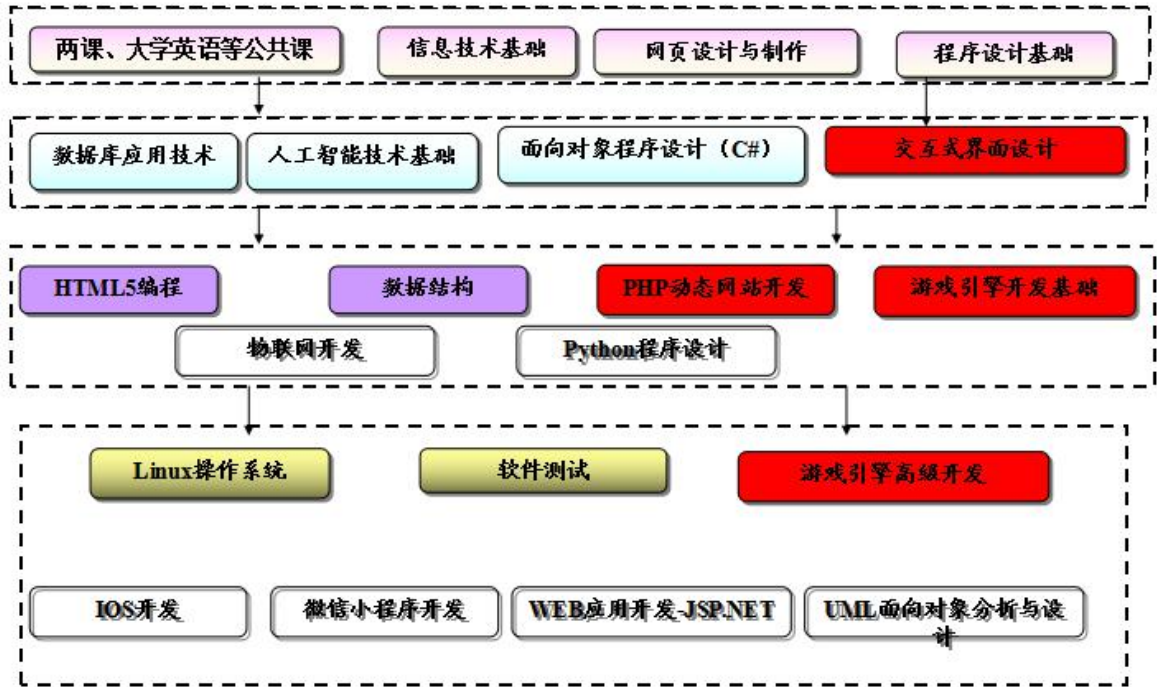 两课、大学英语等公共课
信息技术基础
网页设计与制作
程序设计基础
数据库应用技术
人工智能技术基础
面向对象程序设计（C#）
交互式界面设计
HTML5编程
数据结构
PHP动态网站开发
游戏引擎开发基础
物联网开发
Python程序设计
Linux操作系统
软件测试
游戏引擎高级开发
IOS开发
微信小程序开发
WEB应用开发-JSP.NET
UML面向对象分析与设
计